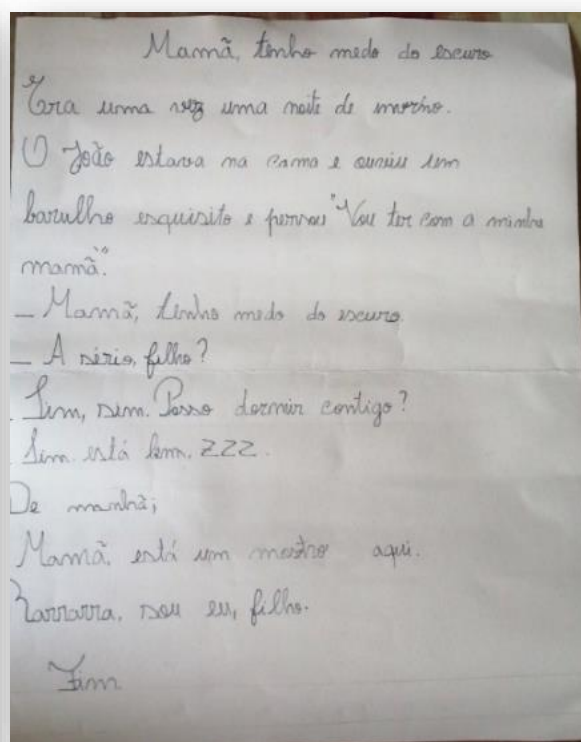 Mamã, tenho medo do escuro
Era uma vez uma noite de inverno.
O João estava na cama e ouviu um
barulho esquisito e pensou "Vou ter com a minha
mamã."
_ Mamã, tenho medo do escuro.
_ A sério, filho?
_ Sim, sim. Posso dormir contigo?
_ Sim está bem. ZZZ.
De manhã;
Mamã, está um mostro aqui.
sou eu, filho.
Fim